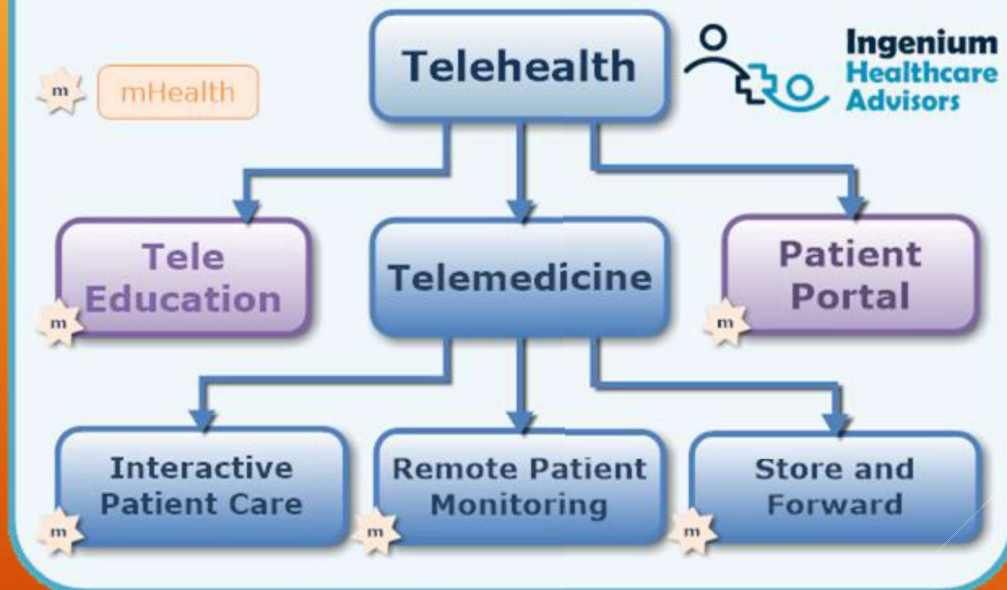 Telehealth
Ingenium
Healthcare
Advisors
m
mHealth
Tele
Education
m
Telemedicine
Patient
Portal
m
Interactive
Patient Care
m
Remote Patient
Monitoring
m
Store and
Forward
m